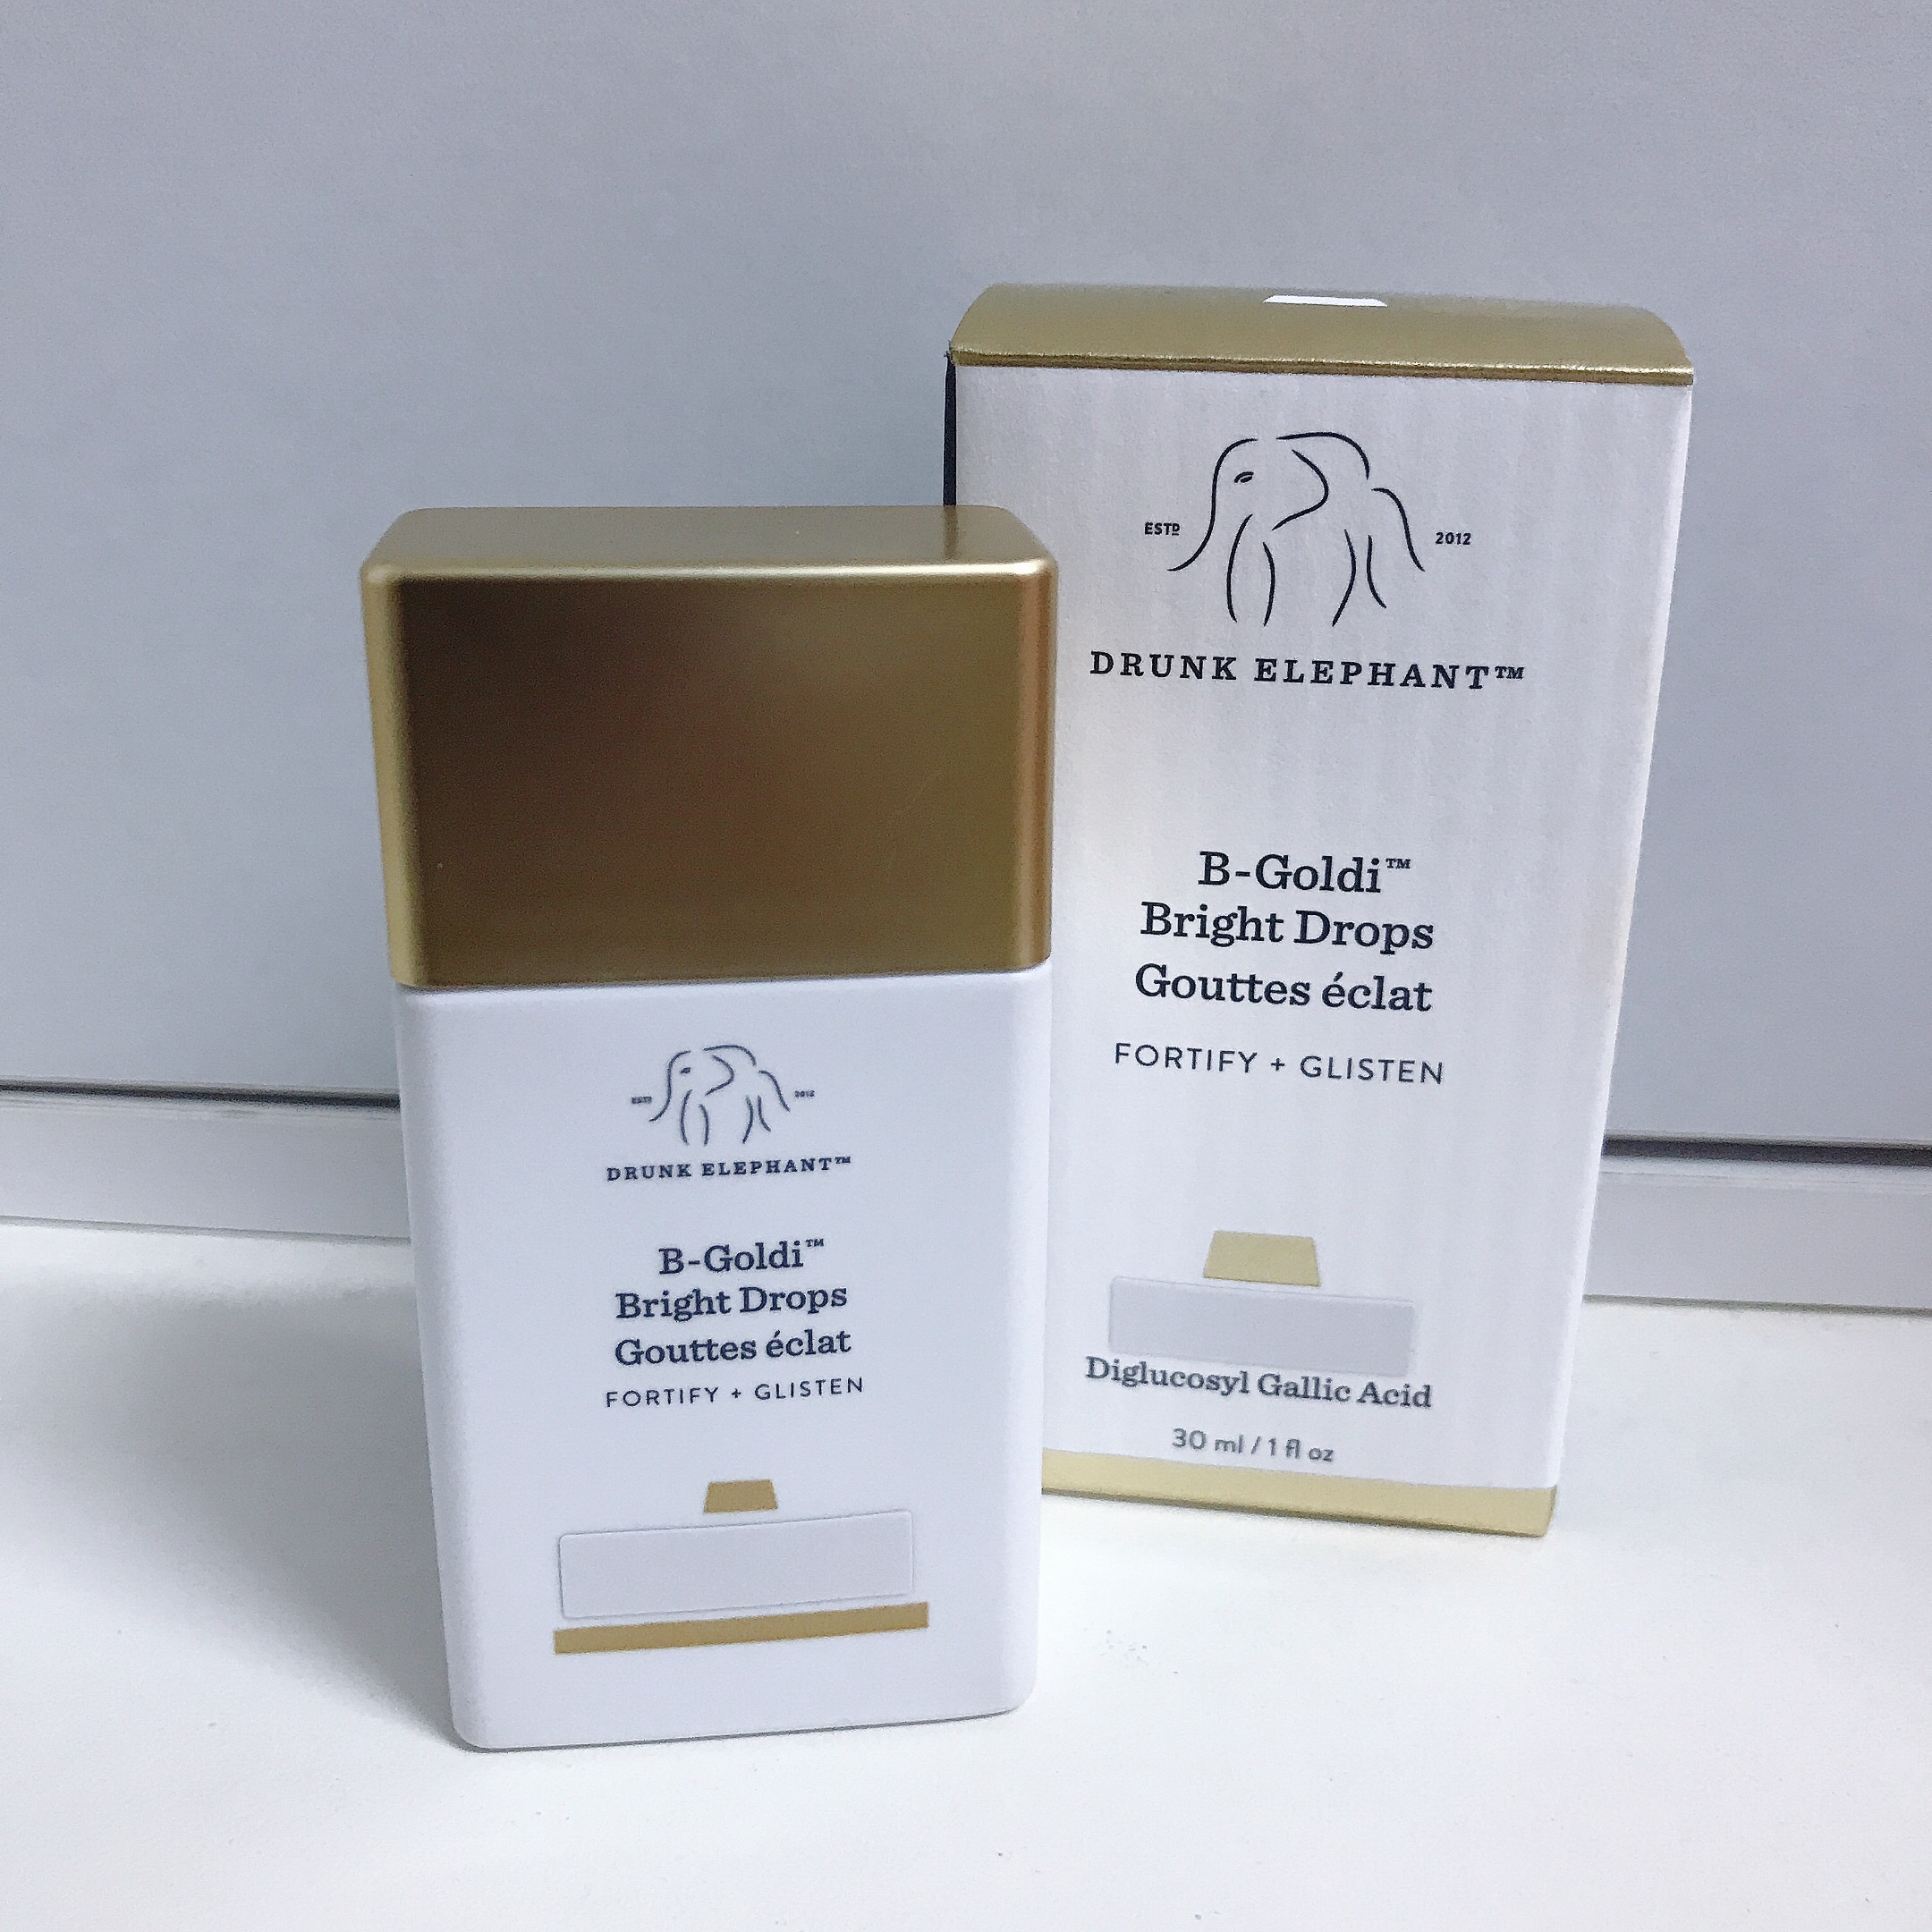 DRUNK ELEPHANT™
B-Goldi™
Bright Drops
Gouttes éclat
FORTIFY + GLISTEN
ESTD 2012
2012
DRUNK ELEPHANT™
B-Goldi™
Bright Drops
Gouttes éclat
FORTIFY + GLISTEN
Diglucosyl Gallic Acid
30 ml / 1 fl oz